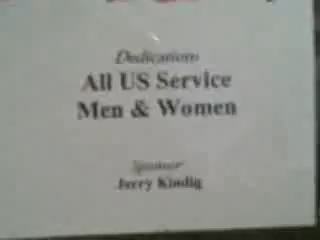 Dedications
All US Service
Men & Women
Sponsor
Jerry Kindig